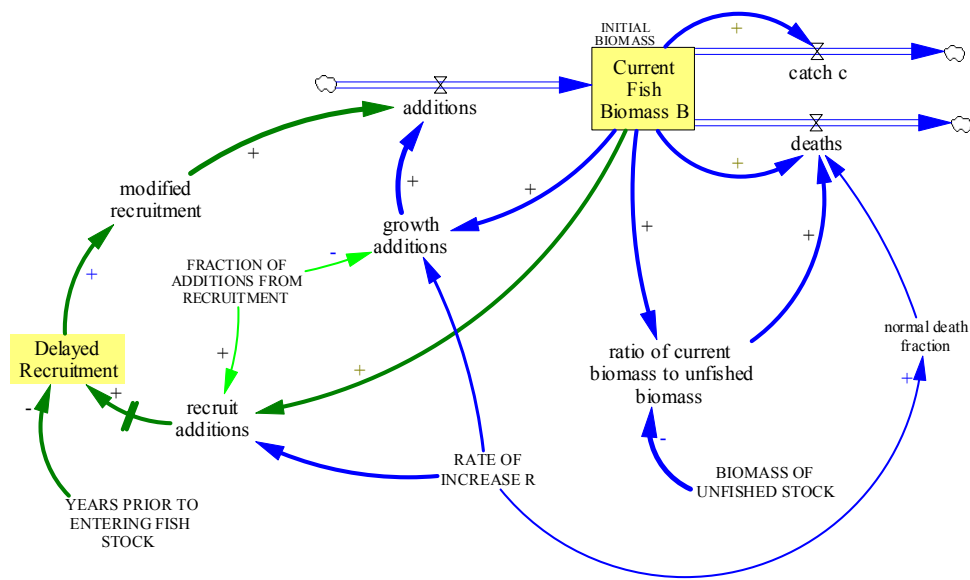 INITIAL
BIOMASS
+
Current
Fish
Biomass B
catch c
additions
deaths
+
+
modified
recruitment
+
+
growth
additions
+
+
-
FRACTION OF
ADDITIONS FROM
RECRUITMENT
+
normal death
fraction
Delayed
Recruitment
+
ratio of current
biomass to unfished
biomass
+
+
+
-
recruit
additions
-
RATE OF
INCREASE R
BIOMASS OF
UNFISHED STOCK
YEARS PRIOR TO
ENTERING FISH
STOCK